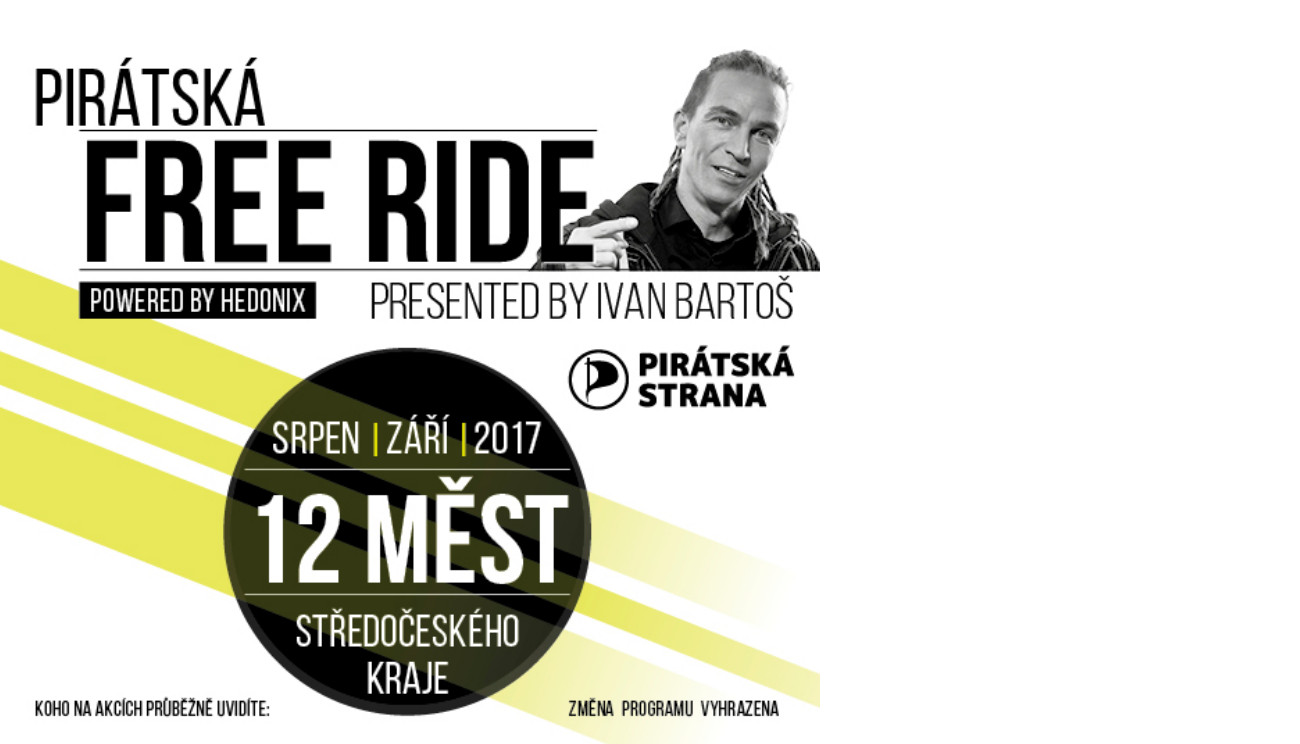 PIRÁTSKÁ
FREE RIDE
POWERED BY HEDONIX
PRESENTED BY IVAN BARTOŠ
PIRÁTSKÁ
STRANA
SRPEN | ZÁŘÍ | 2017
12 MĚST
STŘEDOČESKÉHO
KRAJE
KOHO NA AKCÍCH PRŮBĚŽNĚ UVIDÍTE:
ZMĚNA PROGRAMU VYHRAZENA